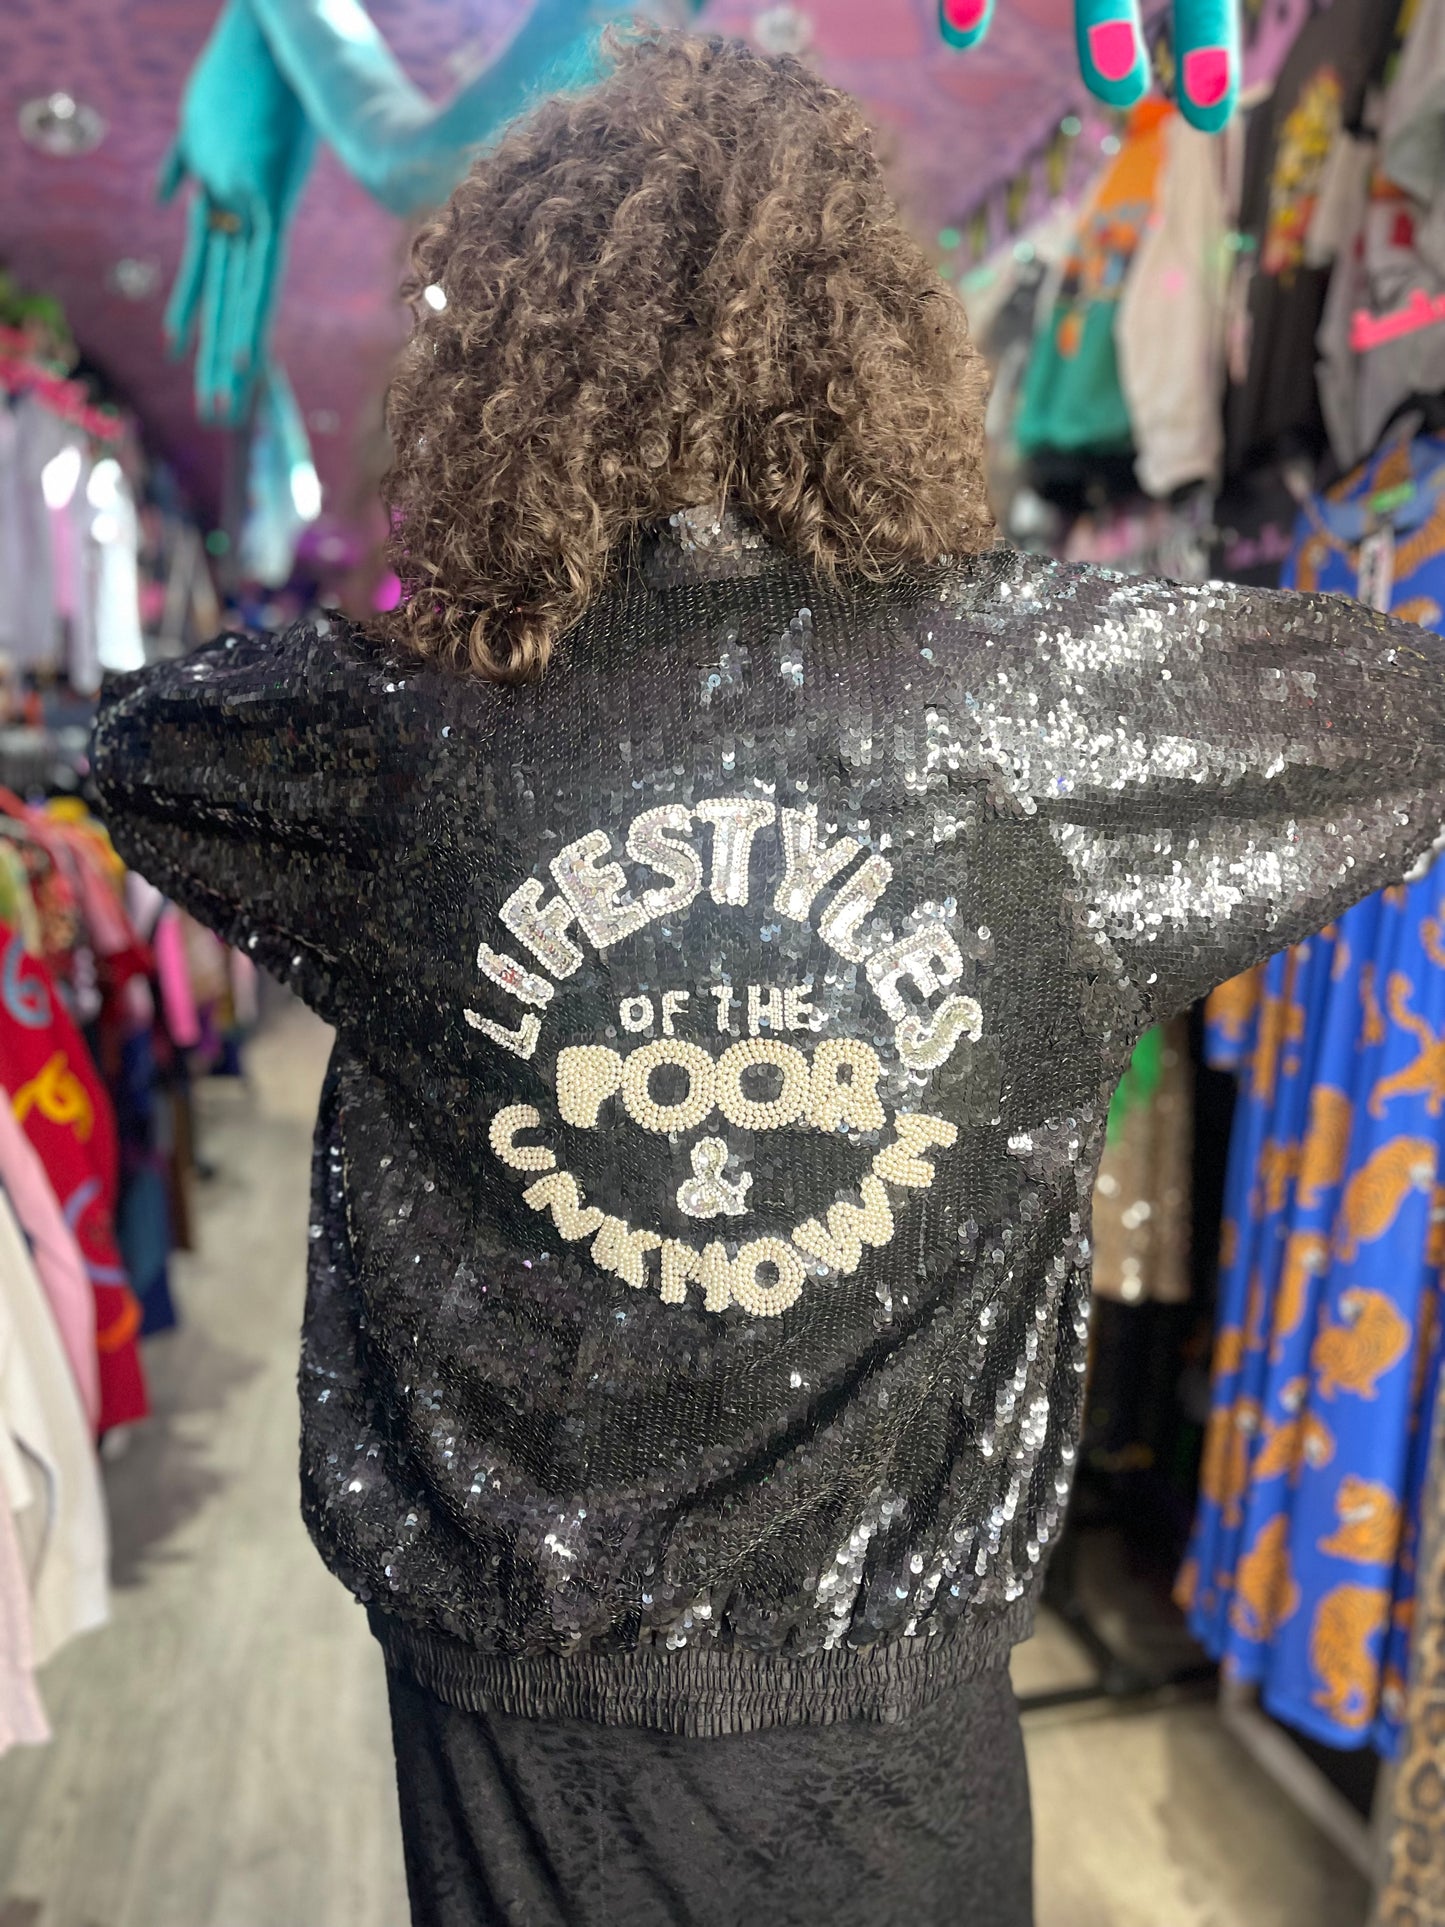 LIFESTYLES
OF THE
POOR
&
UNKNOWN